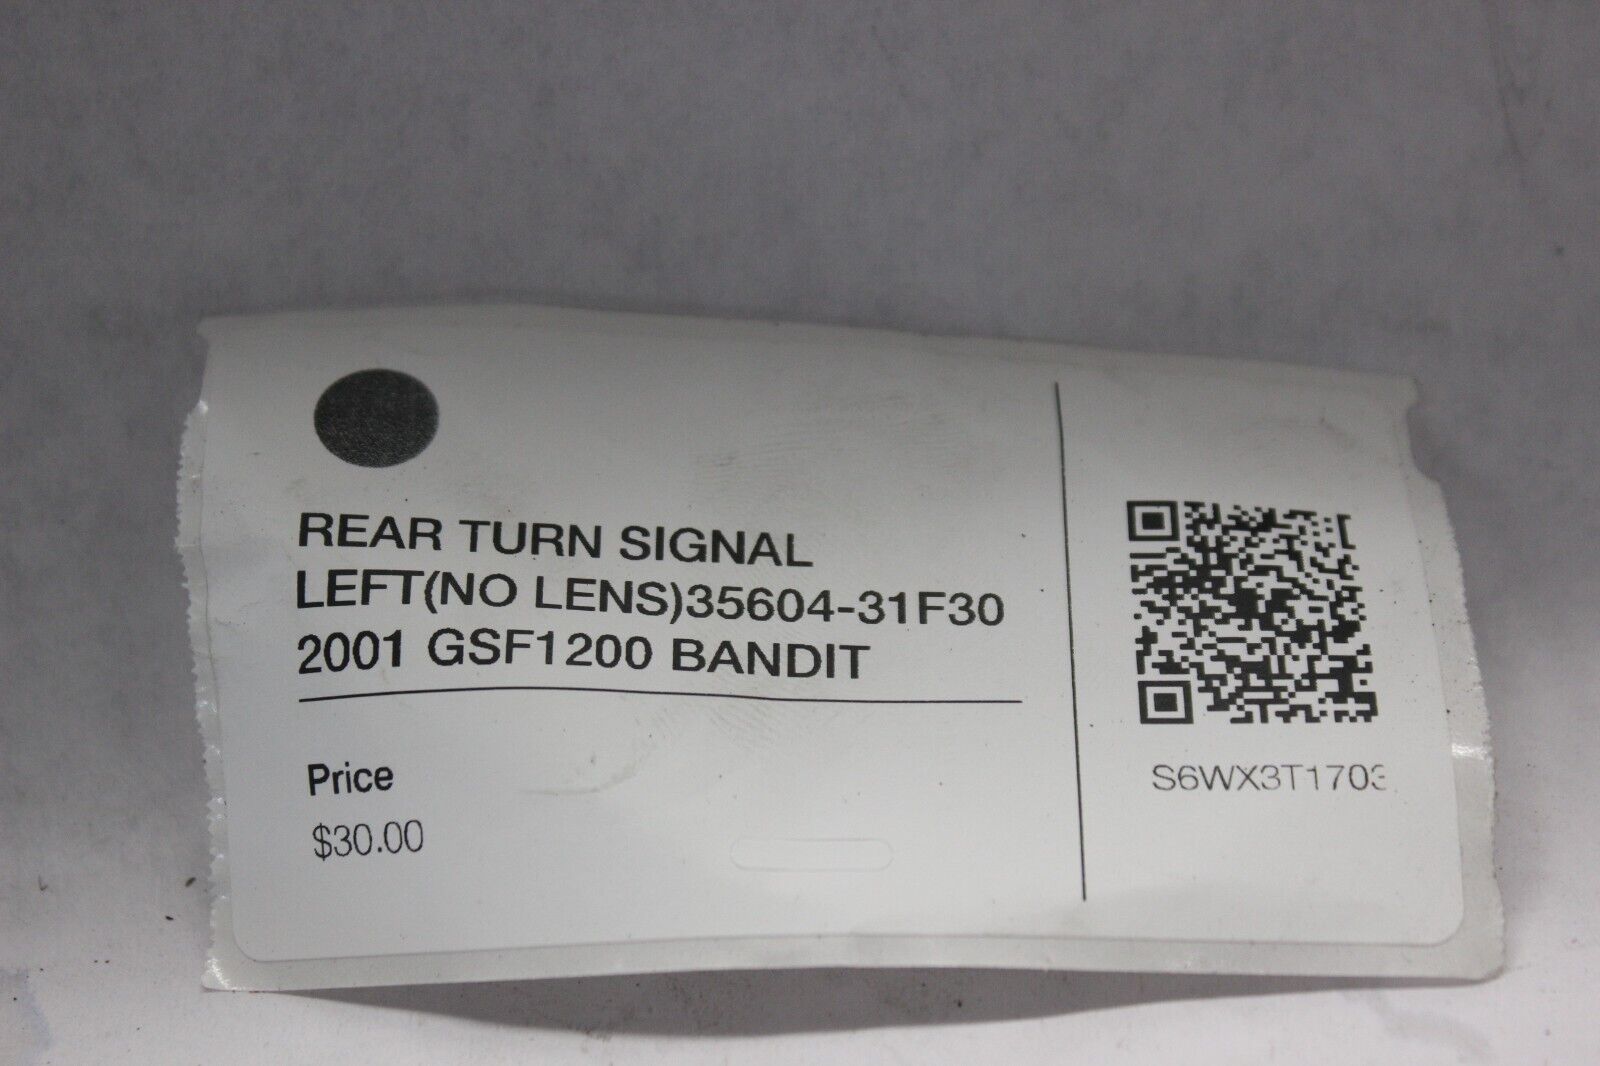 REAR TURN SIGNAL
LEFT(NO LENS)35604-31F30
2001 GSF1200 BANDIT
Price
$30.00
S6WX3T1703